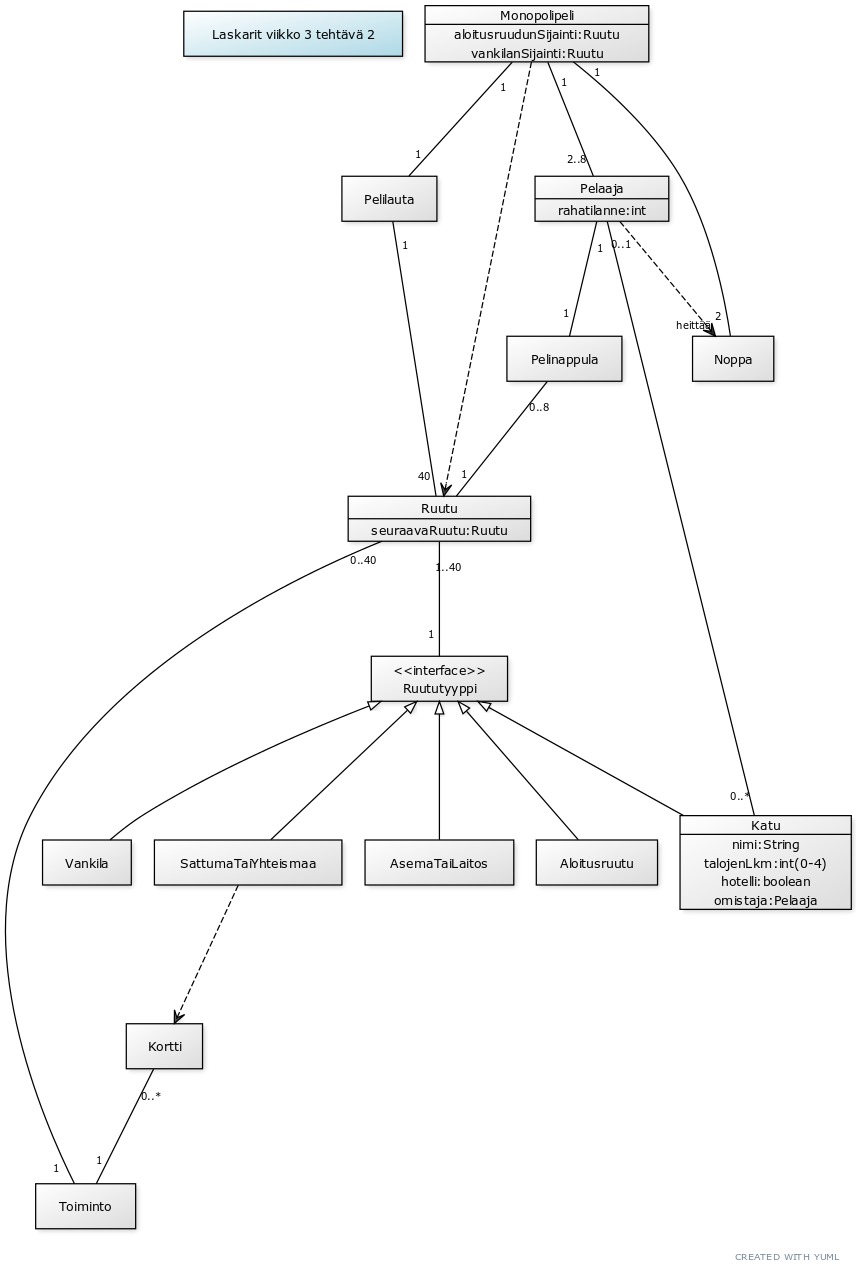 Laskarit viikko 3 tehtävä 2
Monopolipeli
aloitusruudunSijainti:Ruutu
vankilanSijainti:Ruutu
1
1
1
1
2..8
Pelilauta
Pelaaja
rahatilanne:int
1
1
0..1
1
2
heittää
Pelinappula
Noppa
0..8
40
1
Ruutu
seuraavaRuutu:Ruutu
0..40
1..40
1
<<interface>>
Ruututyyppi
0..*
Vankila
SattumaTaiYhteismaa
AsemaTaiLaitos
Aloitusruutu
Katu
nimi:String
talojenLkm:int(0-4)
hotelli:boolean
omistaja:Pelaaja
Kortti
0..*
1
1
Toiminto
CREATED WITH YUML